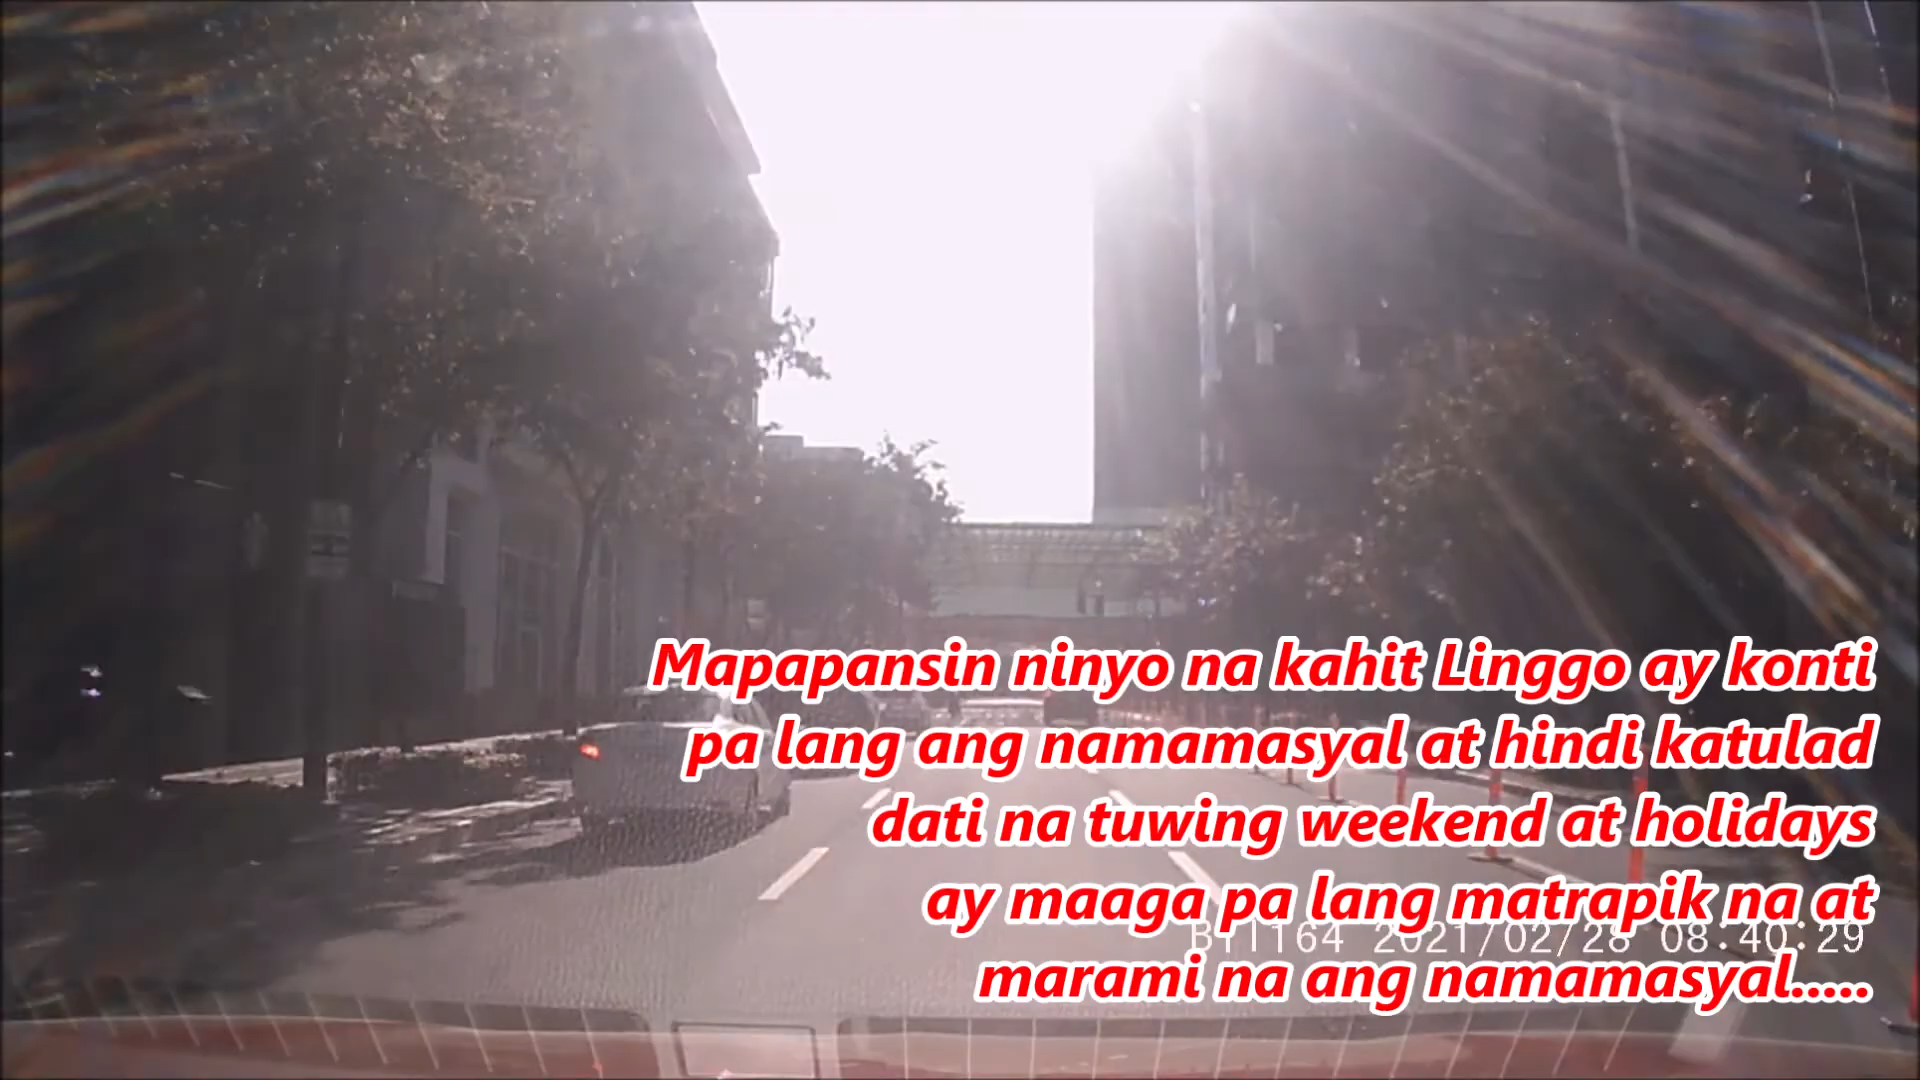 Mapapansin ninyo na kahit Linggo ay konti
pa lang ang namamasyal at hindi katulad
dati na tuwing weekend at holidays
ay maaga pa lang matrapik na at
2021/02/28 08:40:29
marami na ang namamasyal.....